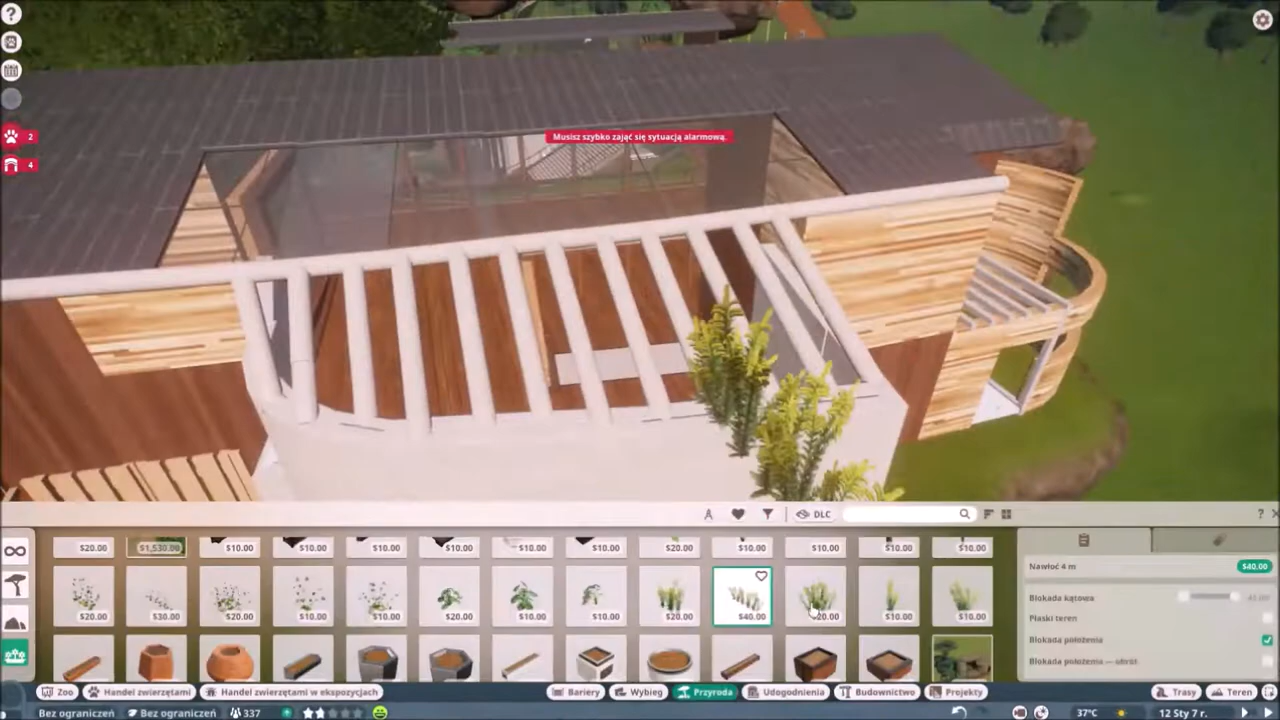 ?
2
Musisz szybko zająć się sytuacją alarmową.
4
DLC
? ×
$20.00 $1,530.00 $10.00 $10.00 $10.00 $10.00 $10.00 $10.00 $20.00 $10.00 $10.00 $10.00 $10.00
Nawłoć 4 m $40.00
Blokada kątowa
Płaski teren
Blokada położenia
Blokada położenia — obrót
$20.00 $30.00 $20.00 $10.00 $10.00 $20.00 $10.00 $10.00 $20.00 $40.00 $20.00 $10.00 $10.00
Zoo Handel zwierzętami Handel zwierzętami w ekspozycjach Bariery Wybieg Przyroda Udogodnienia Budownictwo Projekty Trasy Teren
Bez ograniczeń Bez ograniczeń 337 37°C 12 Sty 7 r.